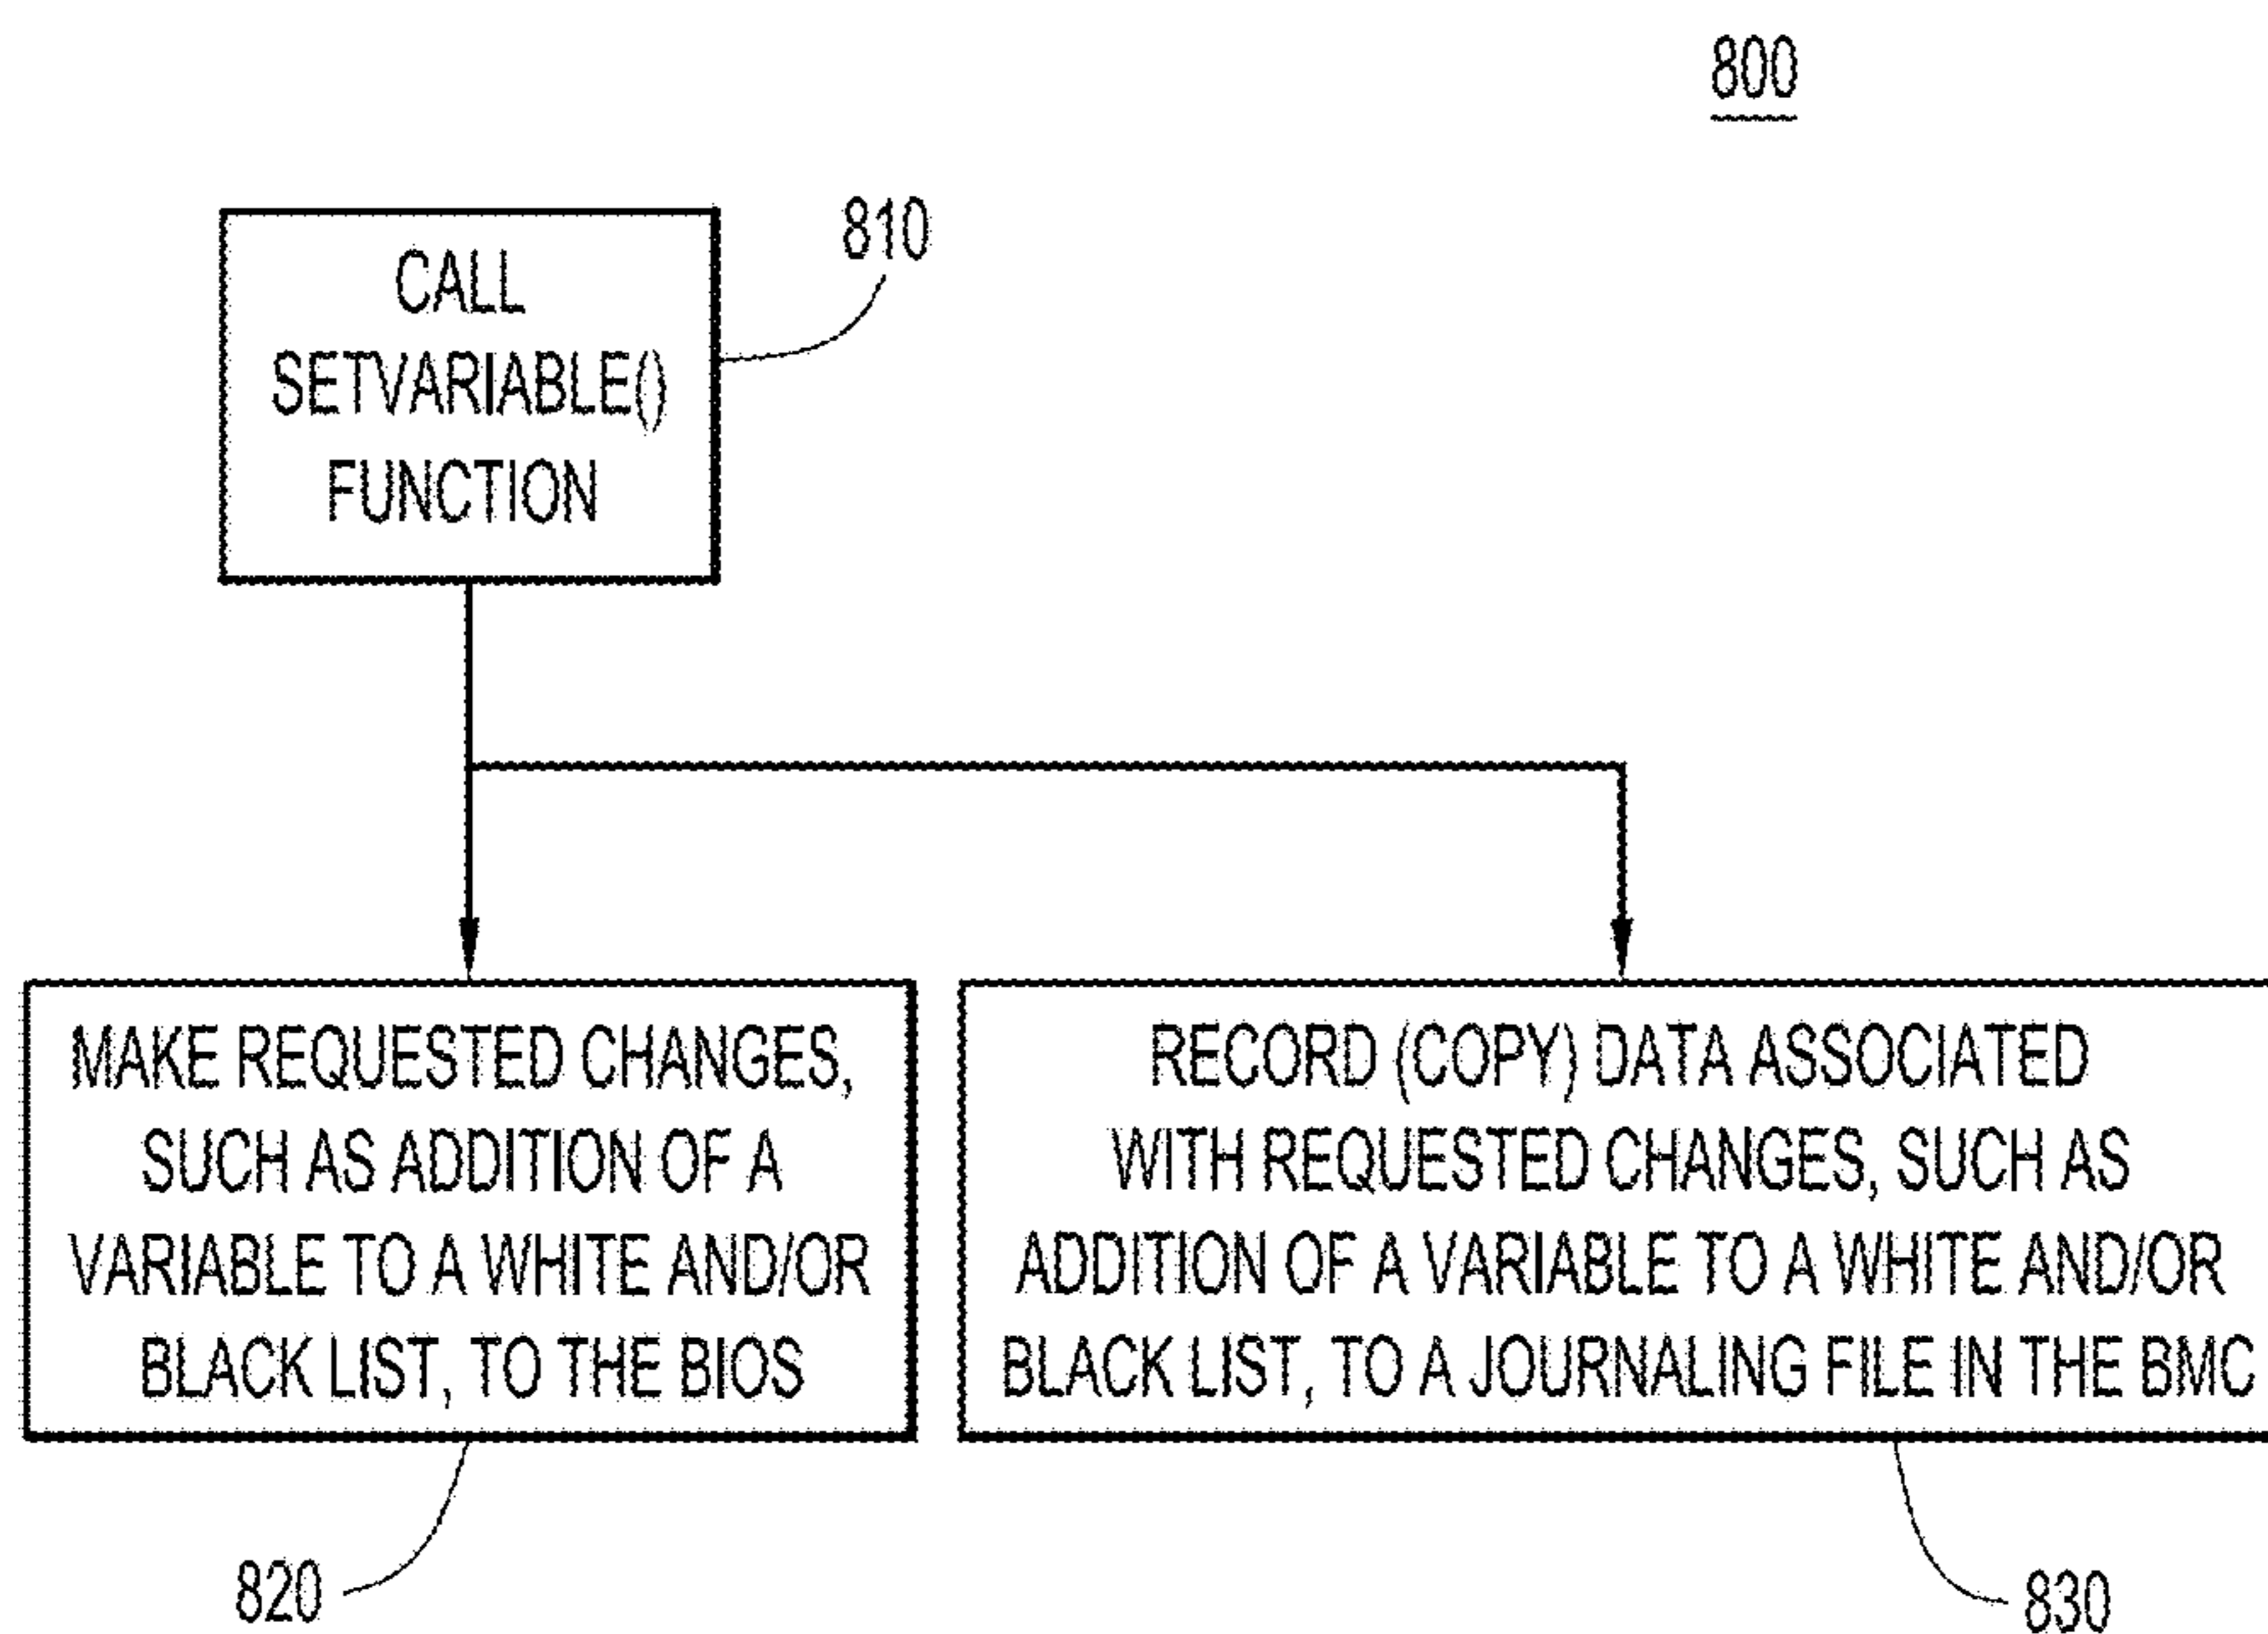 800
810
CALL
SETVARIABLE()
FUNCTION
MAKE REQUESTED CHANGES,
SUCH AS ADDITION OF A
VARIABLE TO A WHITE AND/OR
BLACK LIST, TO THE BIOS
RECORD (COPY) DATA ASSOCIATED
WITH REQUESTED CHANGES, SUCH AS
ADDITION OF A VARIABLE TO A WHITE AND/OR
BLACK LIST, TO A JOURNALING FILE IN THE BMC
820
830